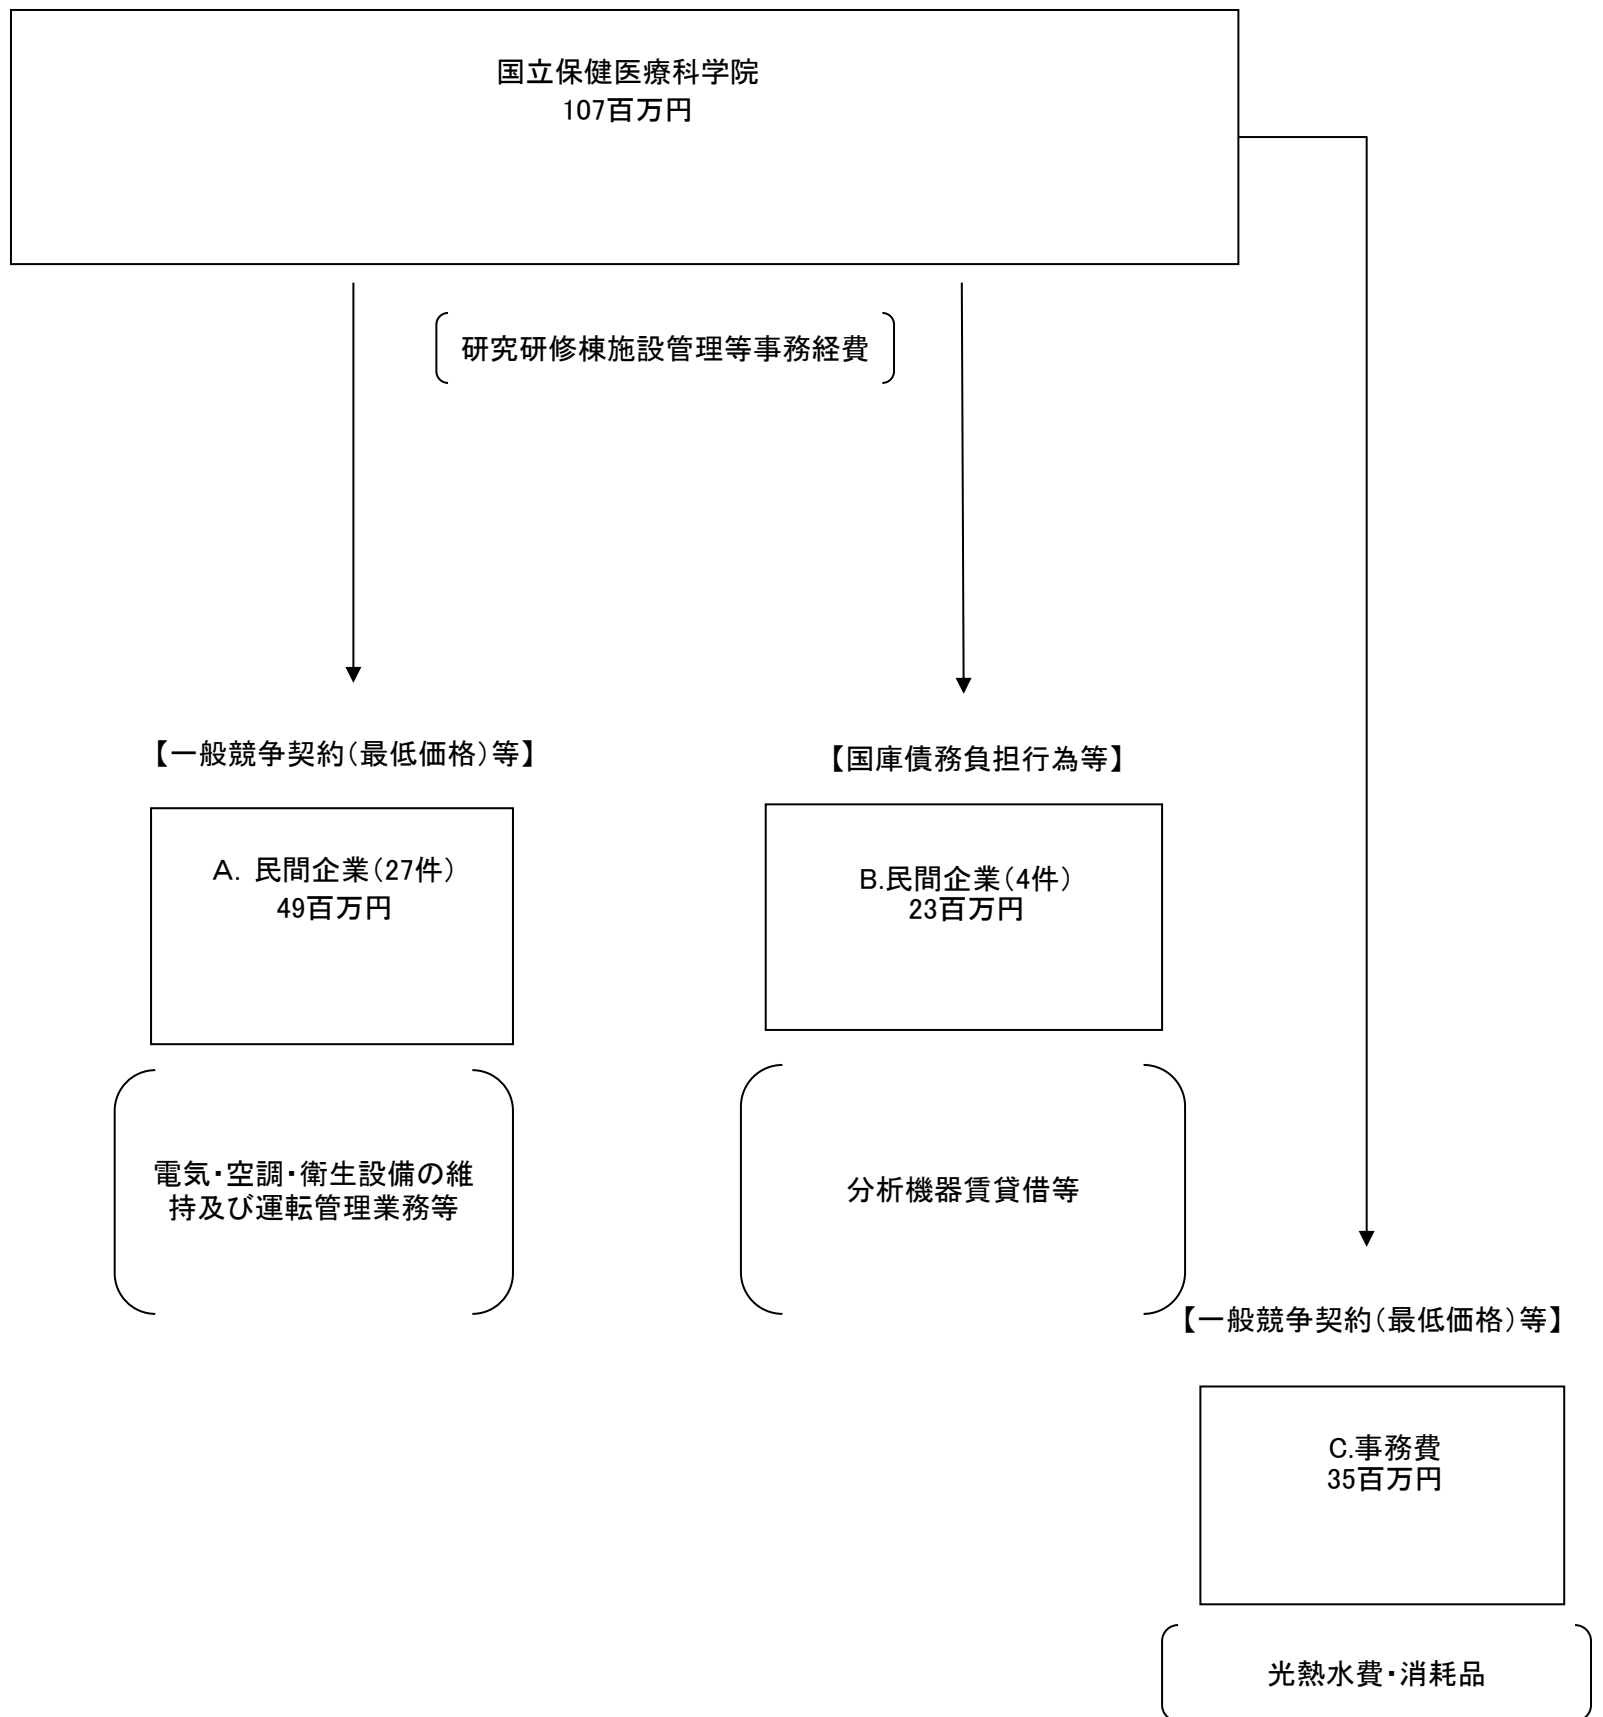 国立保健医療科学院
107百万円
研究研修棟施設管理等事務経費
【一般競争契約（最低価格）等】
【国庫債務負担行為等】
A．民間企業（27件）
49百万円
B.民間企業（4件）
23百万円
電気・空調・衛生設備の維
持及び運転管理業務等
分析機器賃貸借等
【一般競争契約（最低価格）等】
C.事務費
35百万円
光熱水費・消耗品